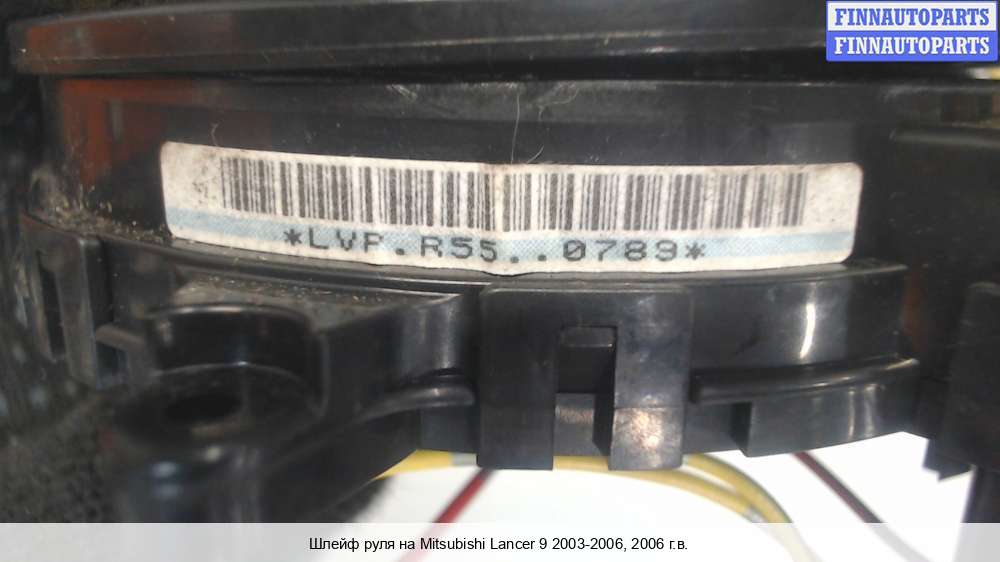 FINNAUTOPARTS
FINNAUTOPARTS
*LVP.R55..0789*
Шлейф руля на Mitsubishi Lancer 9 2003-2006, 2006 г.в.